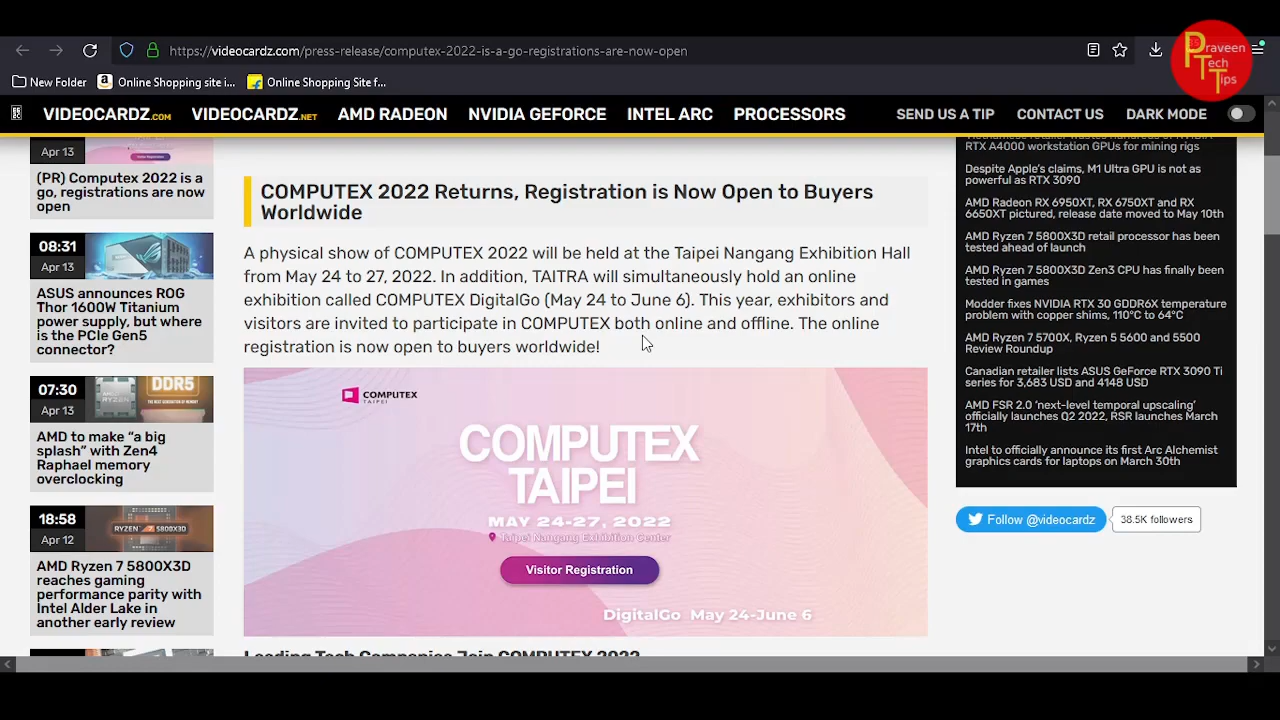 https://videocardz.com/press-release/computex-2022-is-a-go-registrations-are-now-open
Praveen
Tech
Tips
New Folder
Online Shopping site i...
Online Shopping Site f...
VIDEOCARDZ.COM
VIDEOCARDZ.NET
AMD RADEON
NVIDIA GEFORCE
INTEL ARC
PROCESSORS
SEND US A TIP
CONTACT US
DARK MODE
Apr 13
(PR) Computex 2022 is a
go, registrations are now
open
08:31
Apr 13
ASUS announces ROG
Thor 1600W Titanium
power supply, but where
is the PCIe Gen5
connector?
07:30
Apr 13
DDR5
AMD to make “a big
splash” with Zen4
Raphael memory
overclocking
18:58
Apr 12
RYZEN 7 5800X3D
AMD Ryzen 7 5800X3D
reaches gaming
performance parity with
Intel Alder Lake in
another early review
COMPUTEX 2022 Returns, Registration is Now Open to Buyers
Worldwide
A physical show of COMPUTEX 2022 will be held at the Taipei Nangang Exhibition Hall
from May 24 to 27, 2022. In addition, TAITRA will simultaneously hold an online
exhibition called COMPUTEX DigitalGo (May 24 to June 6). This year, exhibitors and
visitors are invited to participate in COMPUTEX both online and offline. The online
registration is now open to buyers worldwide!
COMPUTEX
TAIPEI
COMPUTEX
TAIPEI
MAY 24-27, 2022
Taipei Nangang Exhibition Center
Visitor Registration
DigitalGo May 24-June 6
Leading Tech Companies Join COMPUTEX 2022
Vietnamese retailer wastes hundreds of NVIDIA
RTX A4000 workstation GPUs for mining rigs
Despite Apple’s claims, M1 Ultra GPU is not as
powerful as RTX 3090
AMD Radeon RX 6950XT, RX 6750XT and RX
6650XT pictured, release date moved to May 10th
AMD Ryzen 7 5800X3D retail processor has been
tested ahead of launch
AMD Ryzen 7 5800X3D Zen3 CPU has finally been
tested in games
Modder fixes NVIDIA RTX 30 GDDR6X temperature
problem with copper shims, 110°C to 64°C
AMD Ryzen 7 5700X, Ryzen 5 5600 and 5500
Review Roundup
Canadian retailer lists ASUS GeForce RTX 3090 Ti
series for 3,683 USD and 4148 USD
AMD FSR 2.0 ‘next-level temporal upscaling’
officially launches Q2 2022, RSR launches March
17th
Intel to officially announce its first Arc Alchemist
graphics cards for laptops on March 30th
Follow @videocardz
38.5K followers